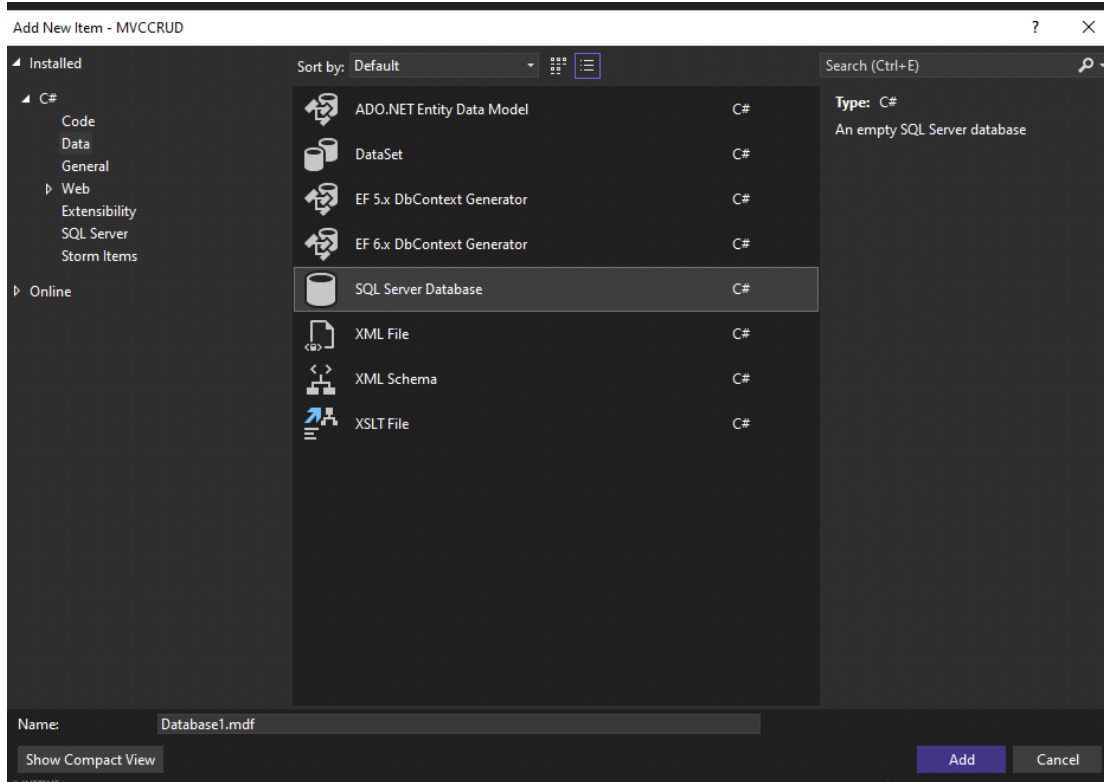 Add New Item - MVCCRUD
?
Installed
C#
Code
Data
General
Web
Extensibility
SQL Server
Storm Items
Online
Sort by: Default
ADO.NET Entity Data Model C#
DataSet C#
EF 5.x DbContext Generator C#
EF 6.x DbContext Generator C#
SQL Server Database C#
XML File C#
XML Schema C#
XSLT File C#
Search (Ctrl+E)
Type: C#
An empty SQL Server database
Name: Database1.mdf
Show Compact View Add Cancel